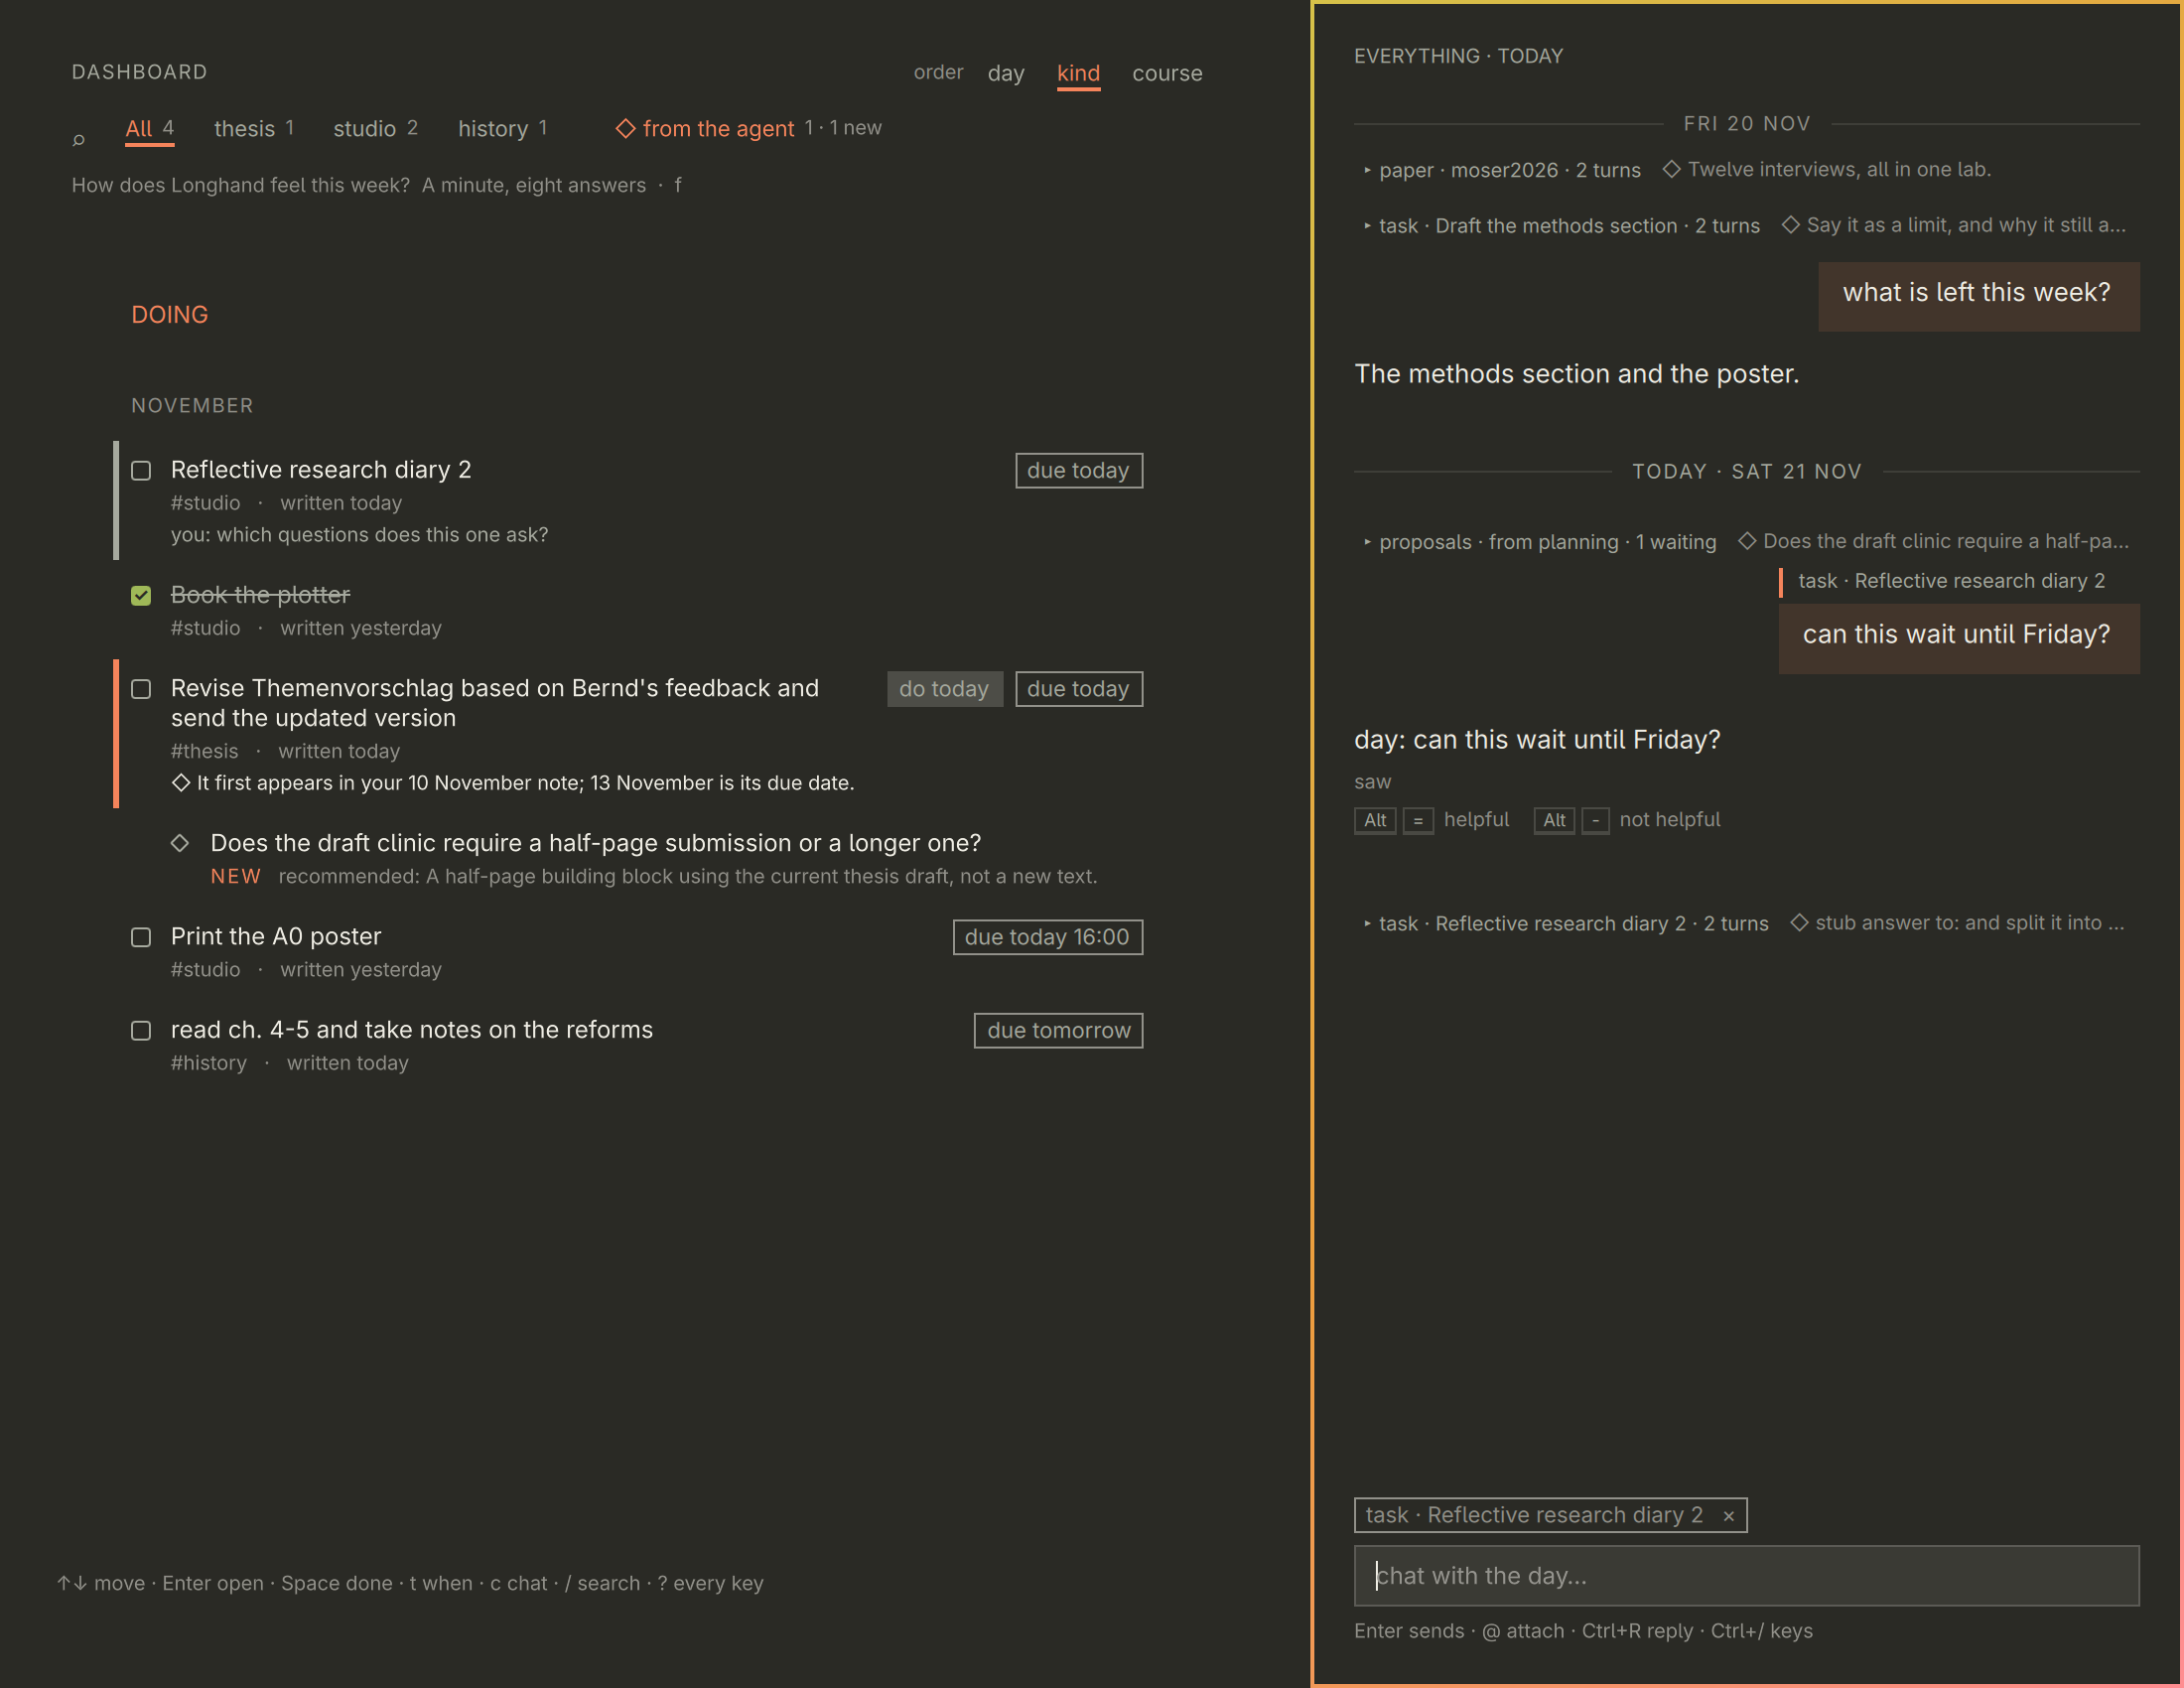 DASHBOARD
order day kind course
All 4 thesis 1 studio 2 history 1 ◇ from the agent 1 · 1 new
How does Longhand feel this week? A minute, eight answers · f
DOING
NOVEMBER
Reflective research diary 2 due today
#studio · written today
you: which questions does this one ask?
Book the plotter
#studio · written yesterday
Revise Themenvorschlag based on Bernd's feedback and do today due today
send the updated version
#thesis · written today
◇ It first appears in your 10 November note; 13 November is its due date.
◇ Does the draft clinic require a half-page submission or a longer one?
NEW recommended: A half-page building block using the current thesis draft, not a new text.
Print the A0 poster due today 16:00
#studio · written yesterday
read ch. 4-5 and take notes on the reforms due tomorrow
#history · written today
↑↓ move · Enter open · Space done · t when · c chat · / search · ? every key
EVERYTHING · TODAY
FRI 20 NOV
▸ paper · moser2026 · 2 turns ◇ Twelve interviews, all in one lab.
▸ task · Draft the methods section · 2 turns ◇ Say it as a limit, and why it still a...
what is left this week?
The methods section and the poster.
TODAY · SAT 21 NOV
▸ proposals · from planning · 1 waiting ◇ Does the draft clinic require a half-pa...
task · Reflective research diary 2
can this wait until Friday?
day: can this wait until Friday?
saw
Alt = helpful Alt - not helpful
▸ task · Reflective research diary 2 · 2 turns ◇ stub answer to: and split it into ...
task · Reflective research diary 2 ×
chat with the day...
Enter sends · @ attach · Ctrl+R reply · Ctrl+/ keys